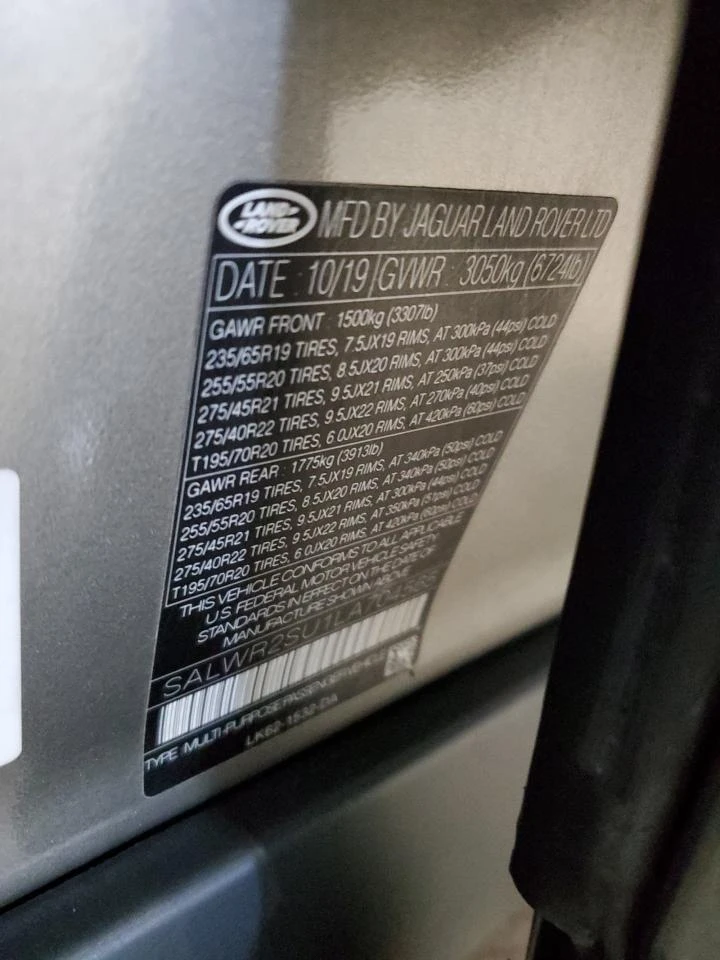 LAND ROVER MFD BY JAGUAR LAND ROVER LTD
DATE : 10/19 GVWR : 3050kg (6724lb)
GAWR FRONT : 1500kg (3307lb)
235/65R19 TIRES, 7.5JX19 RIMS, AT 300kPa (44psi) COLD
255/55R20 TIRES, 8.5JX20 RIMS, AT 300kPa (44psi) COLD
275/45R21 TIRES, 9.5JX21 RIMS, AT 250kPa (37psi) COLD
275/40R22 TIRES, 9.5JX22 RIMS, AT 270kPa (40psi) COLD
T195/70R20 TIRES, 6.0JX20 RIMS, AT 420kPa (60psi) COLD
GAWR REAR : 1775kg (3913lb)
235/65R19 TIRES, 7.5JX19 RIMS, AT 340kPa (50psi) COLD
255/55R20 TIRES, 8.5JX20 RIMS, AT 340kPa (50psi) COLD
275/45R21 TIRES, 9.5JX21 RIMS, AT 300kPa (44psi) COLD
275/40R22 TIRES, 9.5JX22 RIMS, AT 350kPa (51psi) COLD
T195/70R20 TIRES, 6.0JX20 RIMS, AT 420kPa (60psi) COLD
THIS VEHICLE CONFORMS TO ALL APPLICABLE
U.S. FEDERAL MOTOR VEHICLE SAFETY
STANDARDS IN EFFECT ON THE DATE OF
MANUFACTURE SHOWN ABOVE
TYPE MULTI-PURPOSE PASSENGER VEHICLE
LK62-1532-DA